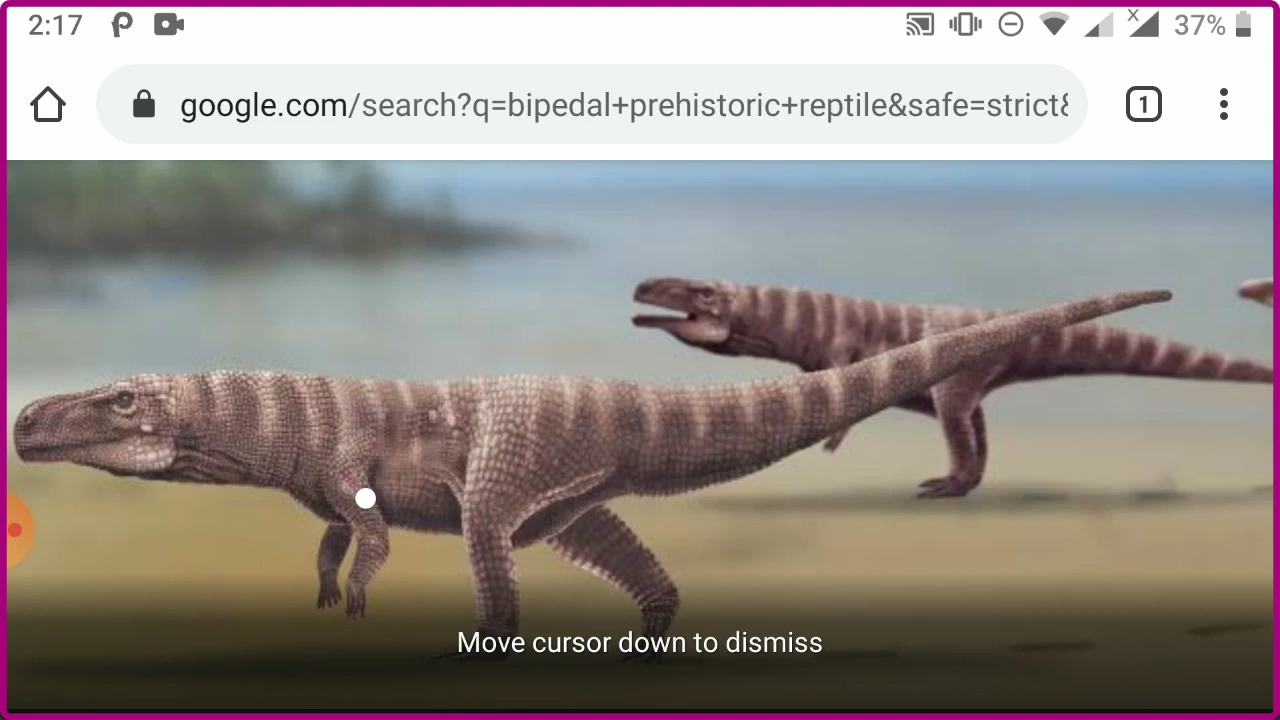 2:17
37%
google.com/search?q=bipedal+prehistoric+reptile&safe=strict&
1
Move cursor down to dismiss